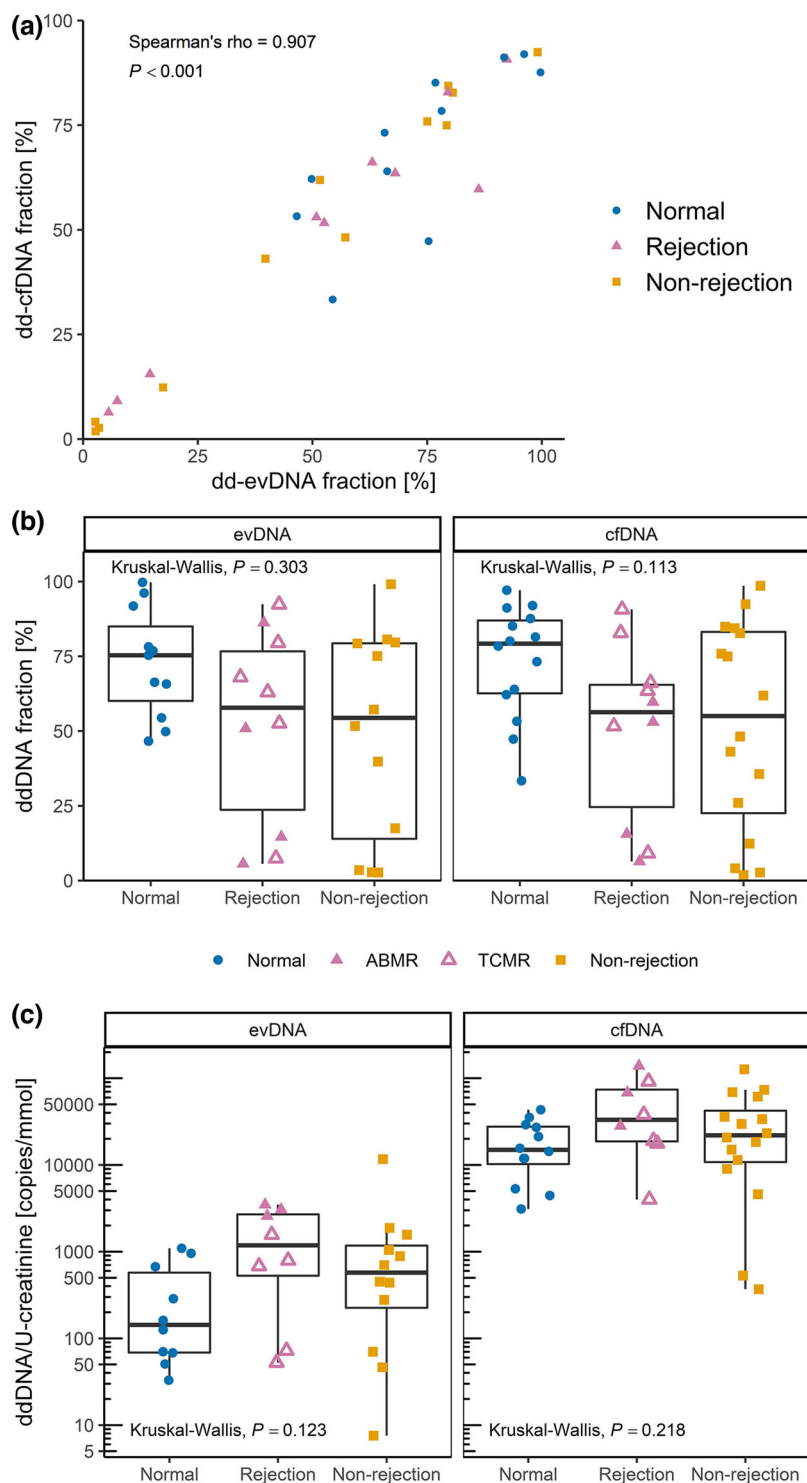 (a)
Spearman's rho = 0.907
P < 0.001
100
75
50
25
0
dd-cfDNA fraction [%]
0 25 50 75 100
dd-evDNA fraction [%]
Normal
Rejection
Non-rejection
(b)
evDNA cfDNA
Kruskal-Wallis, P = 0.303 Kruskal-Wallis, P = 0.113
100
75
50
25
0
ddDNA fraction [%]
Normal Rejection Non-rejection Normal Rejection Non-rejection
Normal ABMR TCMR Non-rejection
(c)
evDNA cfDNA
50000
10000
5000
1000
500
100
50
10
5
ddDNA/U-creatinine [copies/mmol]
Kruskal-Wallis, P = 0.123 Kruskal-Wallis, P = 0.218
Normal Rejection Non-rejection Normal Rejection Non-rejection